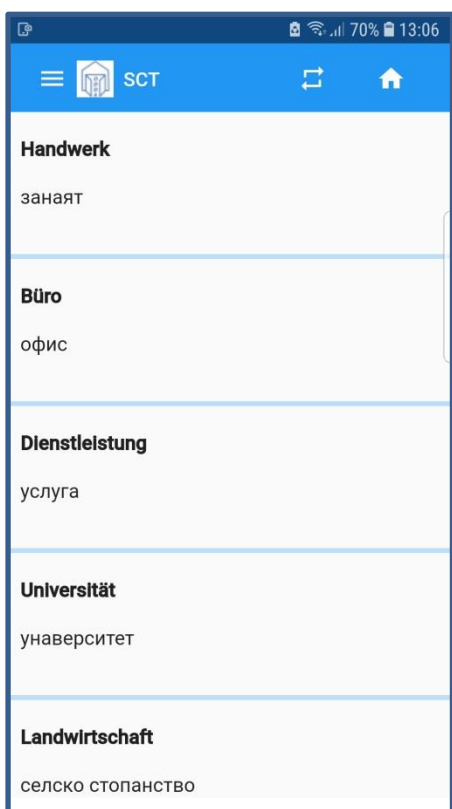 70% 13:06
SCT
Handwerk
занаят
Büro
офис
Dienstleistung
услуга
Universität
унаверситет
Landwirtschaft
селско стопанство